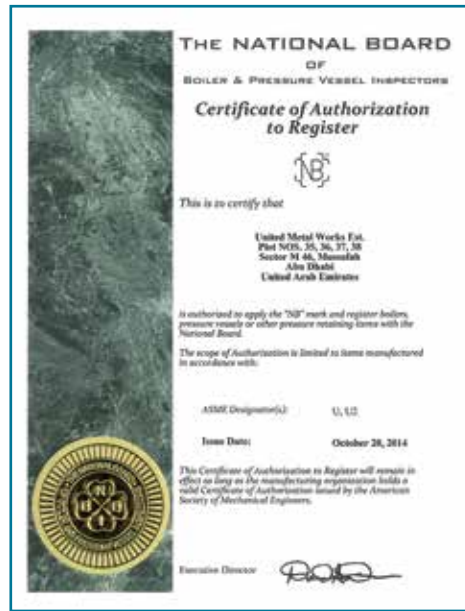 THE NATIONAL BOARD
OF
BOILER & PRESSURE VESSEL INSPECTORS
Certificate of Authorization
to Register
NB
This is to certify that
United Metal Works Est.
Plot NOS. 35, 36, 37, 38
Sector M 46, Mussafah
Abu Dhabi
United Arab Emirates
is authorized to apply the "NB" mark and register boilers,
pressure vessels or other pressure retaining items with the
National Board.
The scope of Authorization is limited to items manufactured
in accordance with:
ASME Designator(s): U, U2
Issue Date: October 28, 2014
This Certificate of Authorization to Register will remain in
effect as long as the manufacturing organization holds a
valid Certificate of Authorization issued by the American
Society of Mechanical Engineers.
Executive Director